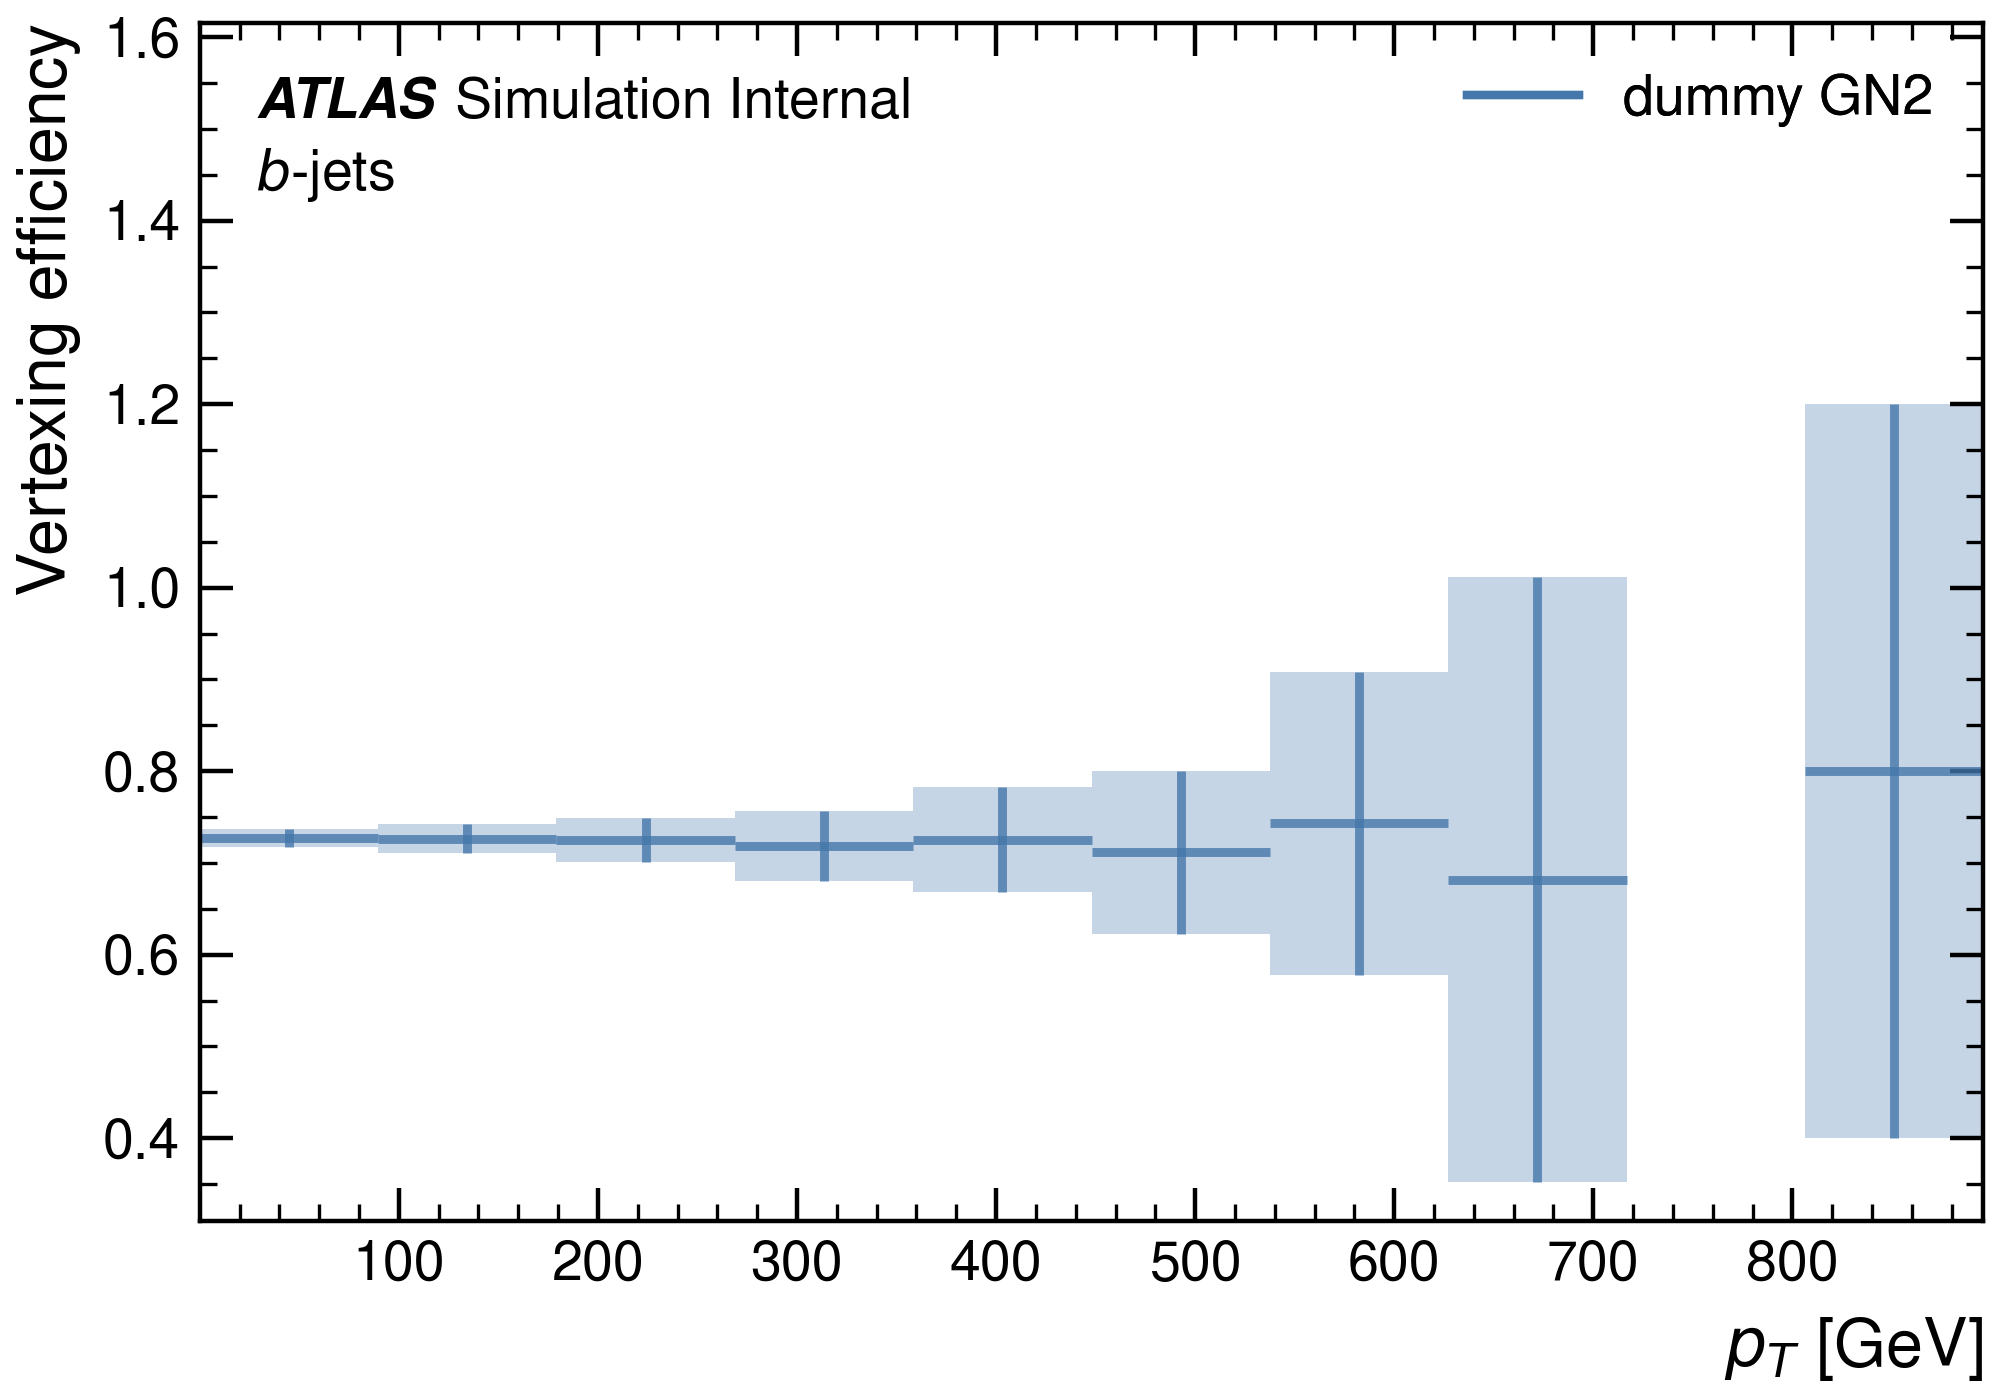 Vertexing efficiency
1.6
1.4
1.2
1.0
0.8
0.6
0.4
ATLAS Simulation Internal
b-jets
dummy GN2
100 200 300 400 500 600 700 800
p_T [GeV]